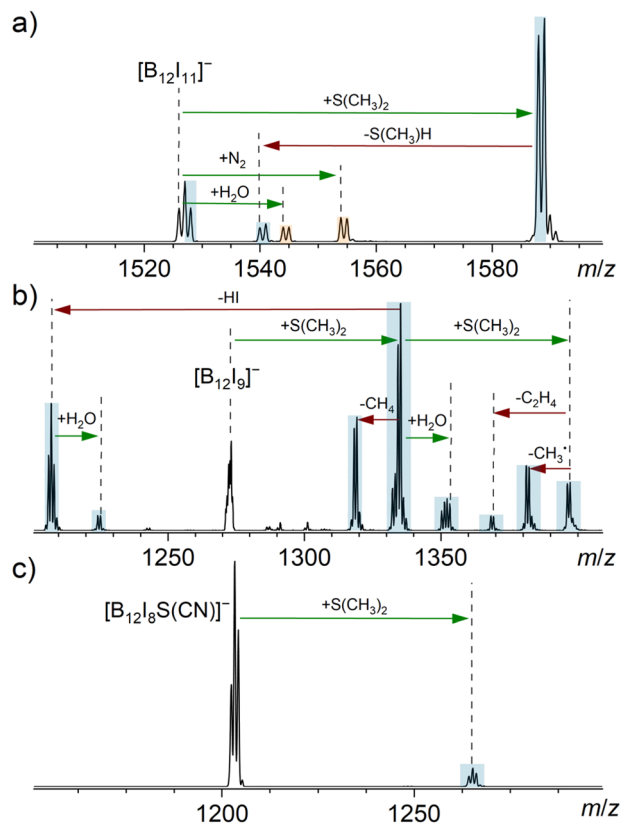 a)
[B₁₂I₁₁]⁻
+S(CH₃)₂
-S(CH₃)H
+N₂
+H₂O
1520 1540 1560 1580 m/z
b)
-HI
+S(CH₃)₂ +S(CH₃)₂
[B₁₂I₉]⁻
-CH₄ -C₂H₄
+H₂O +H₂O
-CH₃•
1250 1300 1350 m/z
c)
[B₁₂I₈S(CN)]⁻ +S(CH₃)₂
1200 1250 m/z